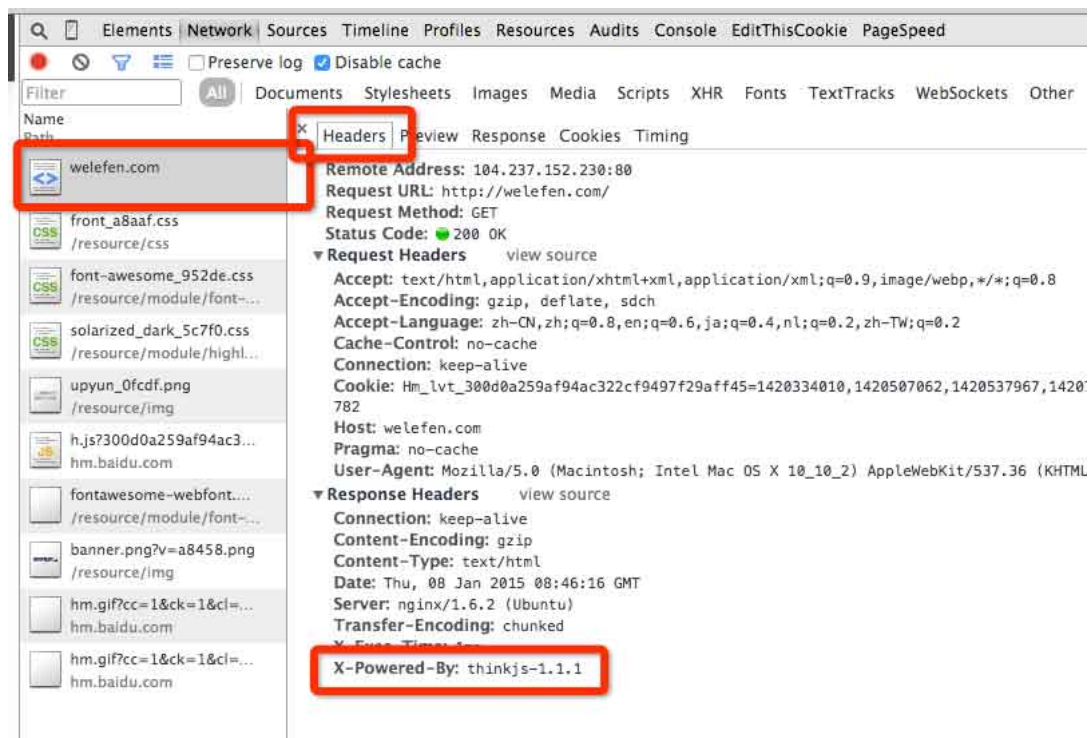 Elements Network Sources Timeline Profiles Resources Audits Console EditThisCookie PageSpeed
Preserve log Disable cache
Filter All Documents Stylesheets Images Media Scripts XHR Fonts TextTracks WebSockets Other
Name
Path
× Headers Preview Response Cookies Timing
welefen.com
front_a8aaf.css
/resource/css
font-awesome_952de.css
/resource/module/font-...
solarized_dark_5c7f0.css
/resource/module/highl...
upyun_0fcdf.png
/resource/img
h.js?300d0a259af94ac3...
hm.baidu.com
fontawesome-webfont....
/resource/module/font-...
banner.png?v=a8458.png
/resource/img
hm.gif?cc=1&ck=1&cl=...
hm.baidu.com
hm.gif?cc=1&ck=1&cl=...
hm.baidu.com
Remote Address: 104.237.152.230:80
Request URL: http://welefen.com/
Request Method: GET
Status Code: 200 OK
▼Request Headers view source
Accept: text/html,application/xhtml+xml,application/xml;q=0.9,image/webp,*/*;q=0.8
Accept-Encoding: gzip, deflate, sdch
Accept-Language: zh-CN,zh;q=0.8,en;q=0.6,ja;q=0.4,nl;q=0.2,zh-TW;q=0.2
Cache-Control: no-cache
Connection: keep-alive
Cookie: Hm_lvt_300d0a259af94ac322cf9497f29aff45=1420334010,1420507062,1420537967,1420
782
Host: welefen.com
Pragma: no-cache
User-Agent: Mozilla/5.0 (Macintosh; Intel Mac OS X 10_10_2) AppleWebKit/537.36 (KHTML
▼Response Headers view source
Connection: keep-alive
Content-Encoding: gzip
Content-Type: text/html
Date: Thu, 08 Jan 2015 08:46:16 GMT
Server: nginx/1.6.2 (Ubuntu)
Transfer-Encoding: chunked
X-Exec-Time:
X-Powered-By: thinkjs-1.1.1